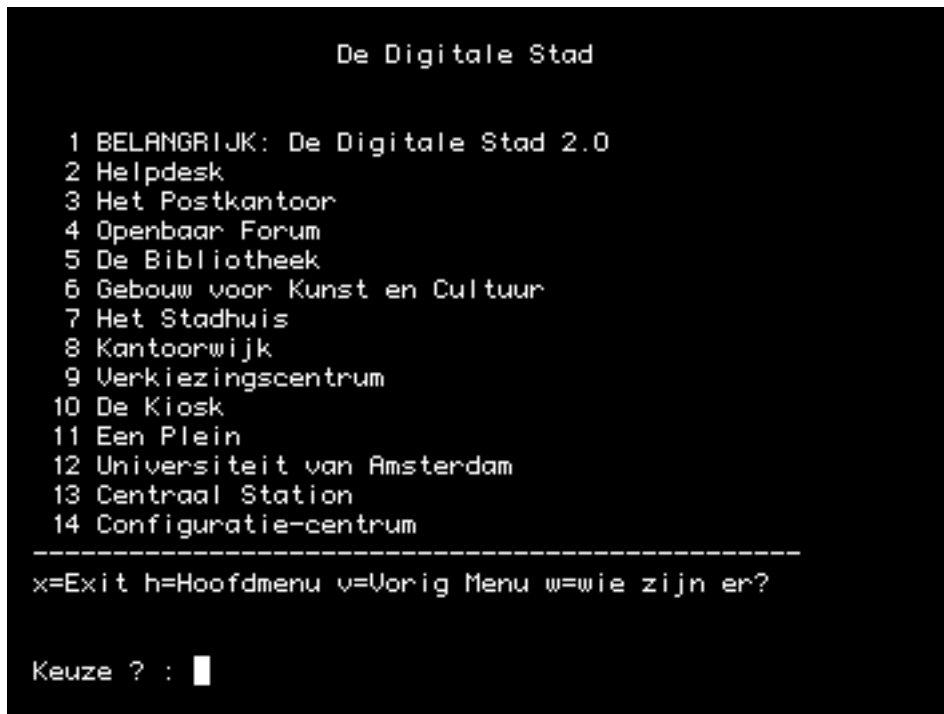 De Digitale Stad
1 BELANGRIJK: De Digitale Stad 2.0
2 Helpdesk
3 Het Postkantoor
4 Openbaar Forum
5 De Bibliotheek
6 Gebouw voor Kunst en Cultuur
7 Het Stadhuis
8 Kantoorwijk
9 Verkiezingscentrum
10 De Kiosk
11 Een Plein
12 Universiteit van Amsterdam
13 Centraal Station
14 Configuratie-centrum
------------------------------------------------
x=Exit h=Hoofdmenu v=Vorig Menu w=wie zijn er?
Keuze ? :